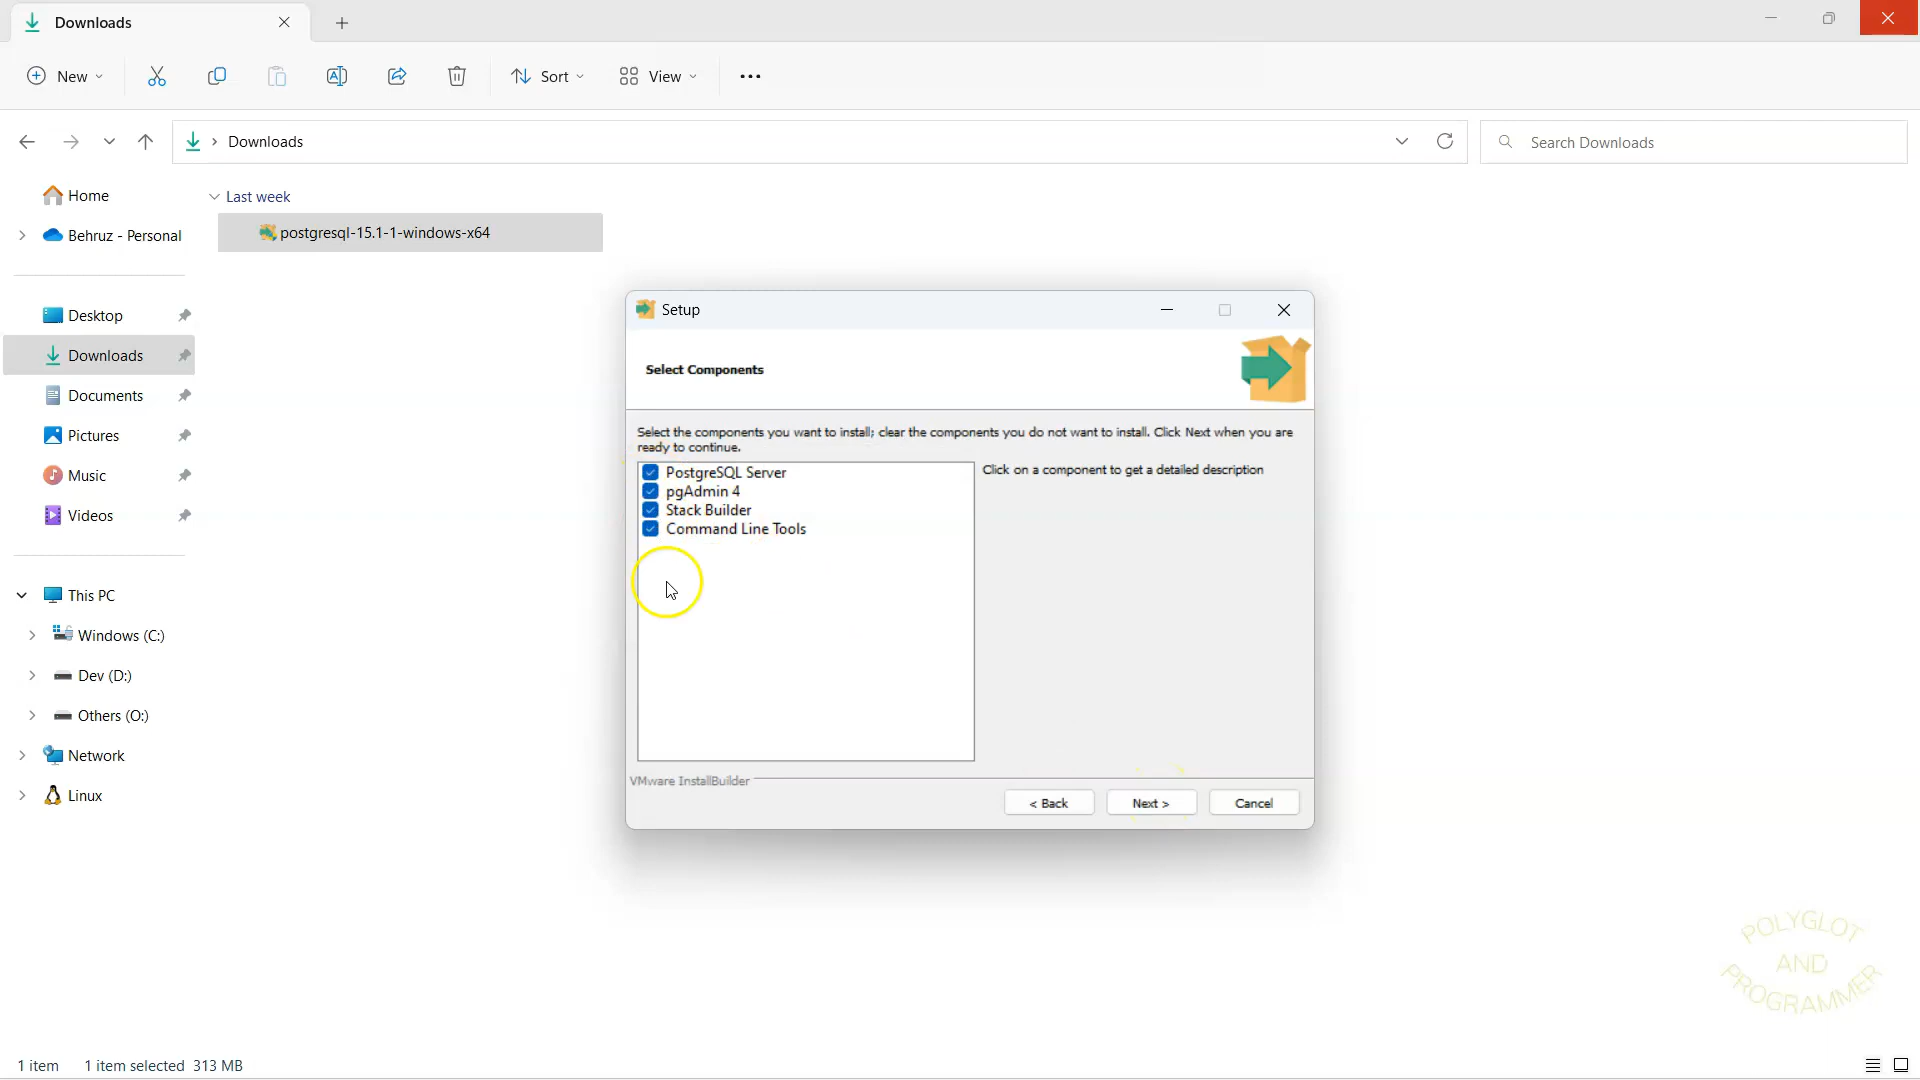 Downloads
New
Sort
View
Downloads
Search Downloads
Home
Behruz - Personal
Desktop
Downloads
Documents
Pictures
Music
Videos
This PC
Windows (C:)
Dev (D:)
Others (O:)
Network
Linux
Last week
postgresql-15.1-1-windows-x64
Setup
Select Components
Select the components you want to install; clear the components you do not want to install. Click Next when you are
ready to continue.
PostgreSQL Server
pgAdmin 4
Stack Builder
Command Line Tools
Click on a component to get a detailed description
VMware InstallBuilder
< Back
Next >
Cancel
POLYGLOT
AND
PROGRAMMER
1 item
1 item selected 313 MB